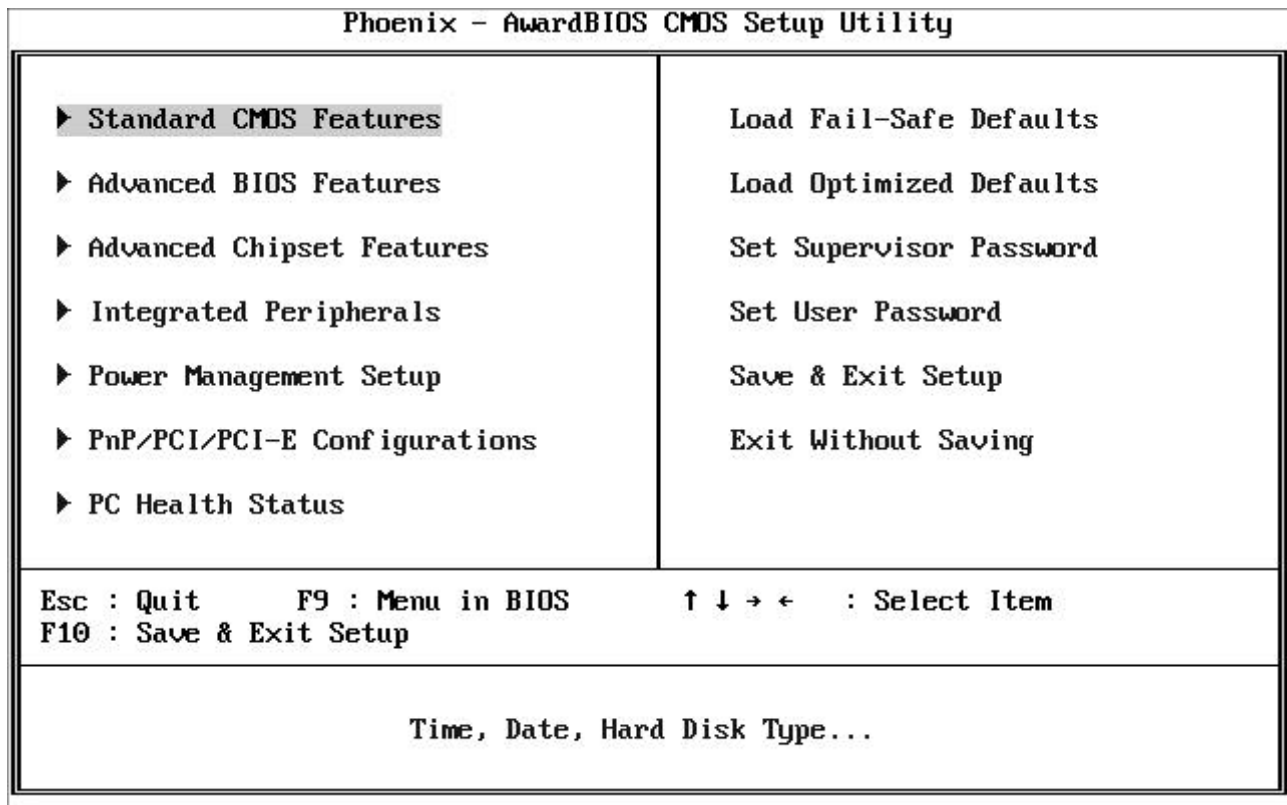 Phoenix - AwardBIOS CMOS Setup Utility
▶ Standard CMOS Features
▶ Advanced BIOS Features
▶ Advanced Chipset Features
▶ Integrated Peripherals
▶ Power Management Setup
▶ PnP/PCI/PCI-E Configurations
▶ PC Health Status
Load Fail-Safe Defaults
Load Optimized Defaults
Set Supervisor Password
Set User Password
Save & Exit Setup
Exit Without Saving
Esc : Quit F9 : Menu in BIOS ↑ ↓ → ← : Select Item
F10 : Save & Exit Setup
Time, Date, Hard Disk Type...